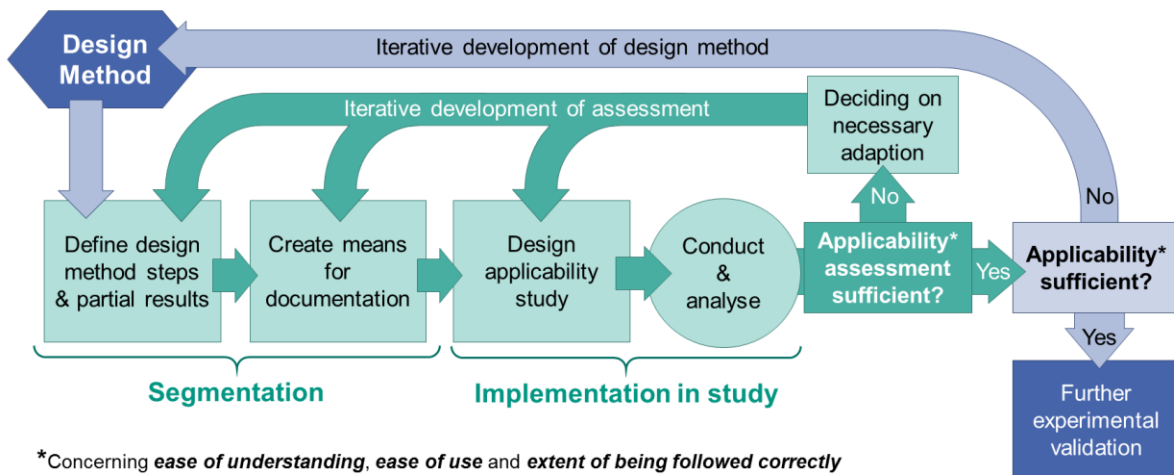 Design
Method
Iterative development of design method
Iterative development of assessment
Deciding on
necessary
adaption
No
No
Define design
method steps
& partial results
Create means
for
documentation
Design
applicability
study
Conduct
&
analyse
Applicability*
assessment
sufficient?
Yes
Applicability*
sufficient?
Yes
Segmentation
Implementation in study
Further
experimental
validation
*Concerning ease of understanding, ease of use and extent of being followed correctly